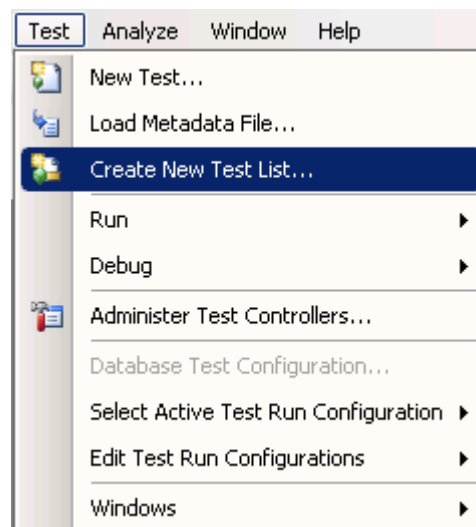 Test Analyze Window Help
New Test...
Load Metadata File...
Create New Test List...
Run
Debug
Administer Test Controllers...
Database Test Configuration...
Select Active Test Run Configuration
Edit Test Run Configurations
Windows